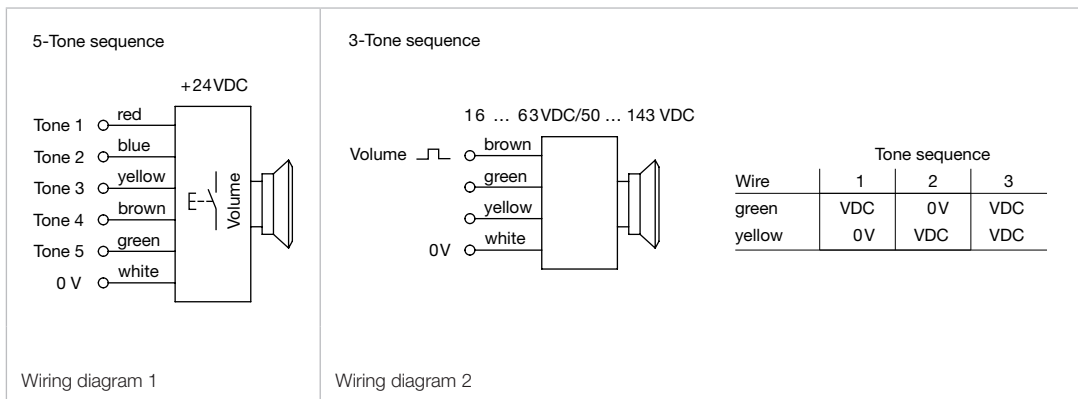 5-Tone sequence
+24VDC
Tone 1 red
Tone 2 blue
Tone 3 yellow
Tone 4 brown
Tone 5 green
0 V white
Volume
Wiring diagram 1
3-Tone sequence
16 ... 63VDC/50 ... 143 VDC
Volume brown
green
yellow
0V white
Tone sequence
Wire 1 2 3
green VDC 0V VDC
yellow 0V VDC VDC
Wiring diagram 2